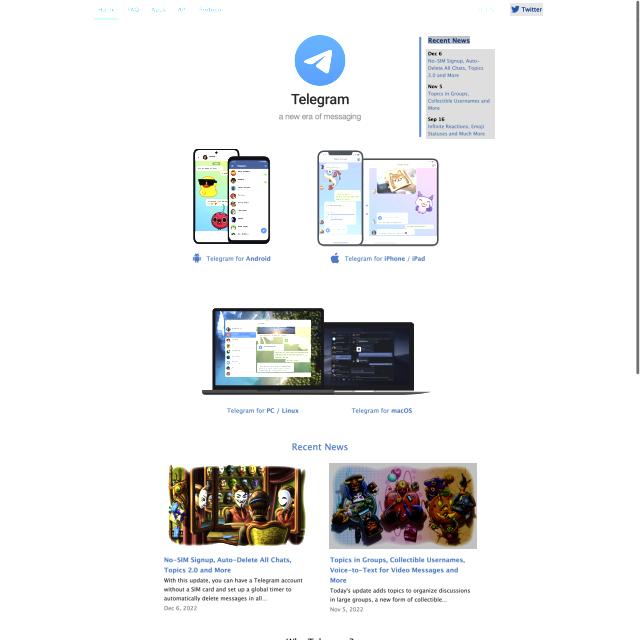 Home FAQ Apps API Protocol
Twitter
Recent News
Dec 6
No-SIM Signup, Auto-
Delete All Chats, Topics
2.0 and More
Nov 5
Topics in Groups,
Collectible Usernames and
More
Sep 16
Infinite Reactions, Emoji
Statuses and Much More
Telegram
a new era of messaging
Telegram for Android
Telegram for iPhone / iPad
Telegram for PC / Linux
Telegram for macOS
Recent News
No-SIM Signup, Auto-Delete All Chats,
Topics 2.0 and More
With this update, you can have a Telegram account
without a SIM card and set up a global timer to
automatically delete messages in all...
Dec 6, 2022
Topics in Groups, Collectible Usernames,
Voice-to-Text for Video Messages and
More
Today's update adds topics to organize discussions
in large groups, a new form of collectible...
Nov 5, 2022